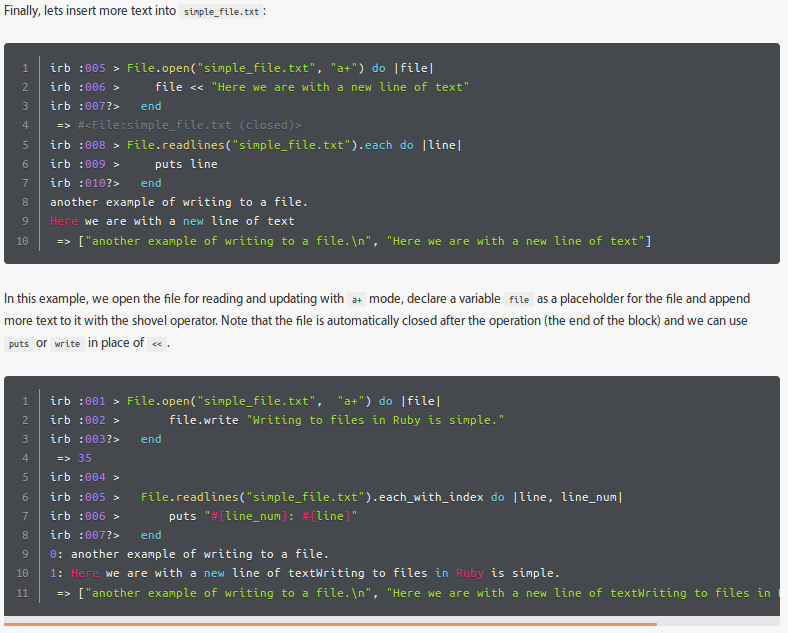 Finally, lets insert more text into simple_file.txt :
1 irb :005 > File.open("simple_file.txt", "a+") do |file|
2 irb :006 >     file << "Here we are with a new line of text"
3 irb :007?>   end
4  => #<File:simple_file.txt (closed)>
5 irb :008 > File.readlines("simple_file.txt").each do |line|
6 irb :009 >     puts line
7 irb :010?>   end
8 another example of writing to a file.
9 Here we are with a new line of text
10  => ["another example of writing to a file.\n", "Here we are with a new line of text"]
In this example, we open the file for reading and updating with a+ mode, declare a variable file as a placeholder for the file and append
more text to it with the shovel operator. Note that the file is automatically closed after the operation (the end of the block) and we can use
puts or write in place of << .
1 irb :001 > File.open("simple_file.txt",  "a+") do |file|
2 irb :002 >       file.write "Writing to files in Ruby is simple."
3 irb :003?>   end
4  => 35
5 irb :004 >
6 irb :005 >   File.readlines("simple_file.txt").each_with_index do |line, line_num|
7 irb :006 >       puts "#{line_num}: #{line}"
8 irb :007?>   end
9 0: another example of writing to a file.
10 1: Here we are with a new line of textWriting to files in Ruby is simple.
11  => ["another example of writing to a file.\n", "Here we are with a new line of textWriting to files in